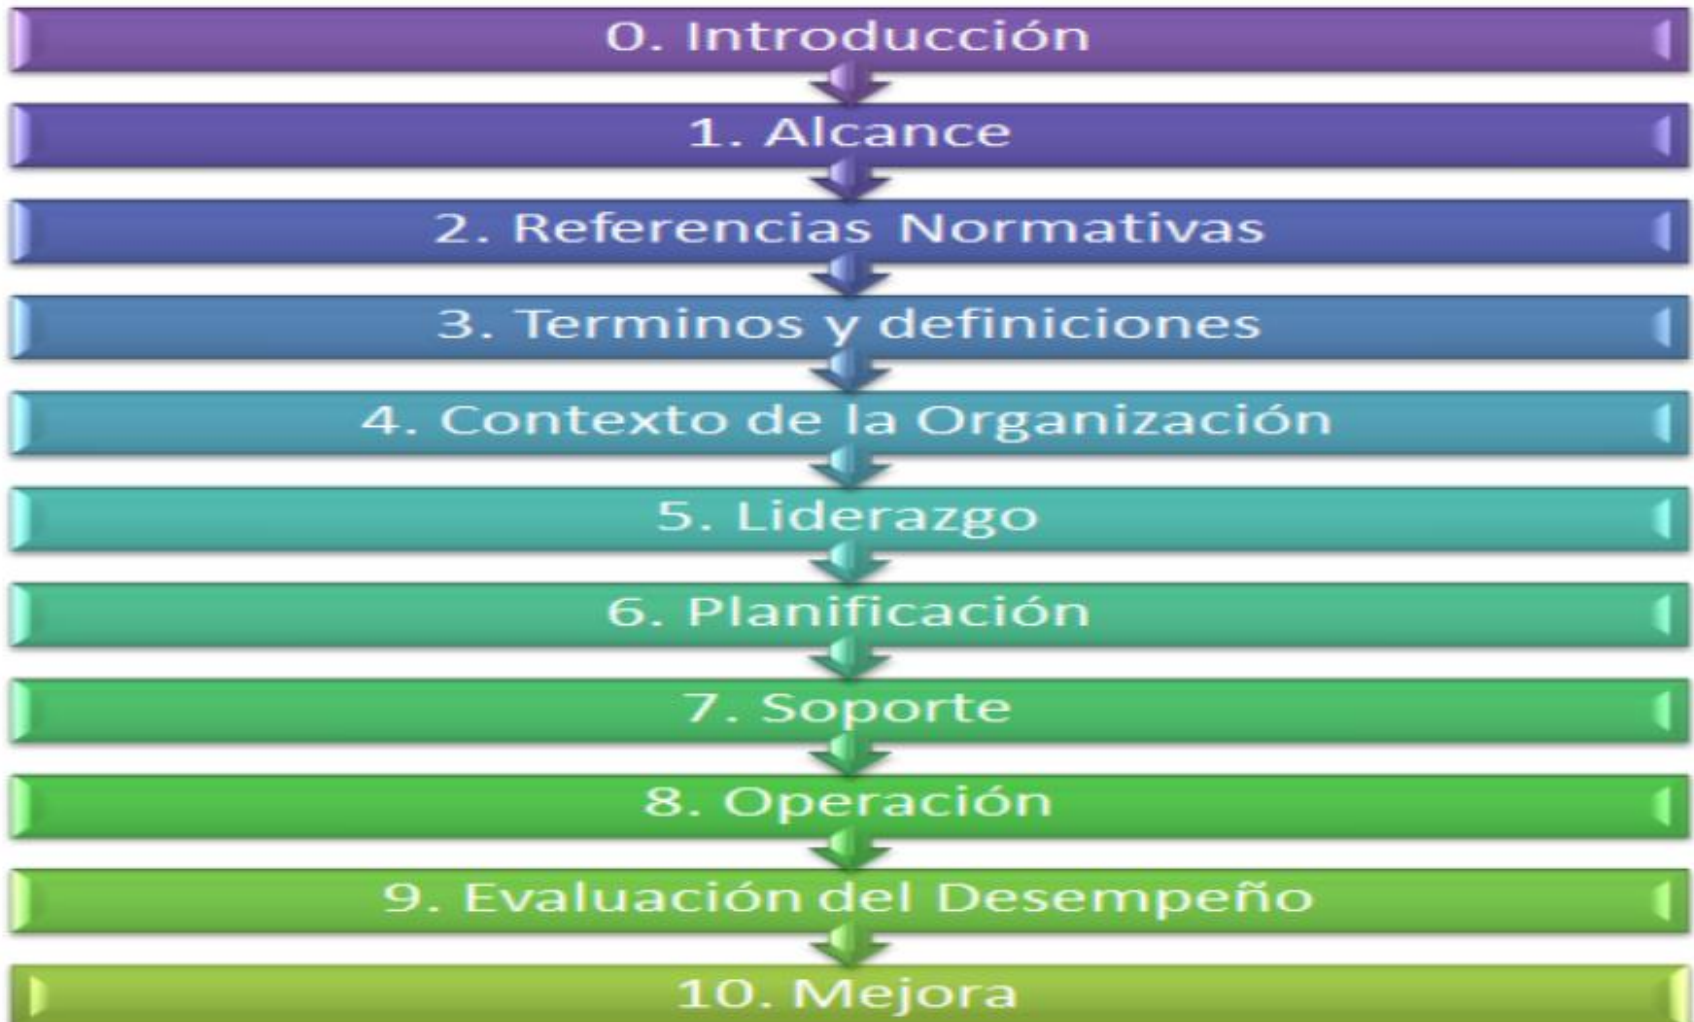 0. Introducción
1. Alcance
2. Referencias Normativas
3. Terminos y definiciones
4. Contexto de la Organización
5. Liderazgo
6. Planificación
7. Soporte
8. Operación
9. Evaluación del Desempeño
10. Mejora